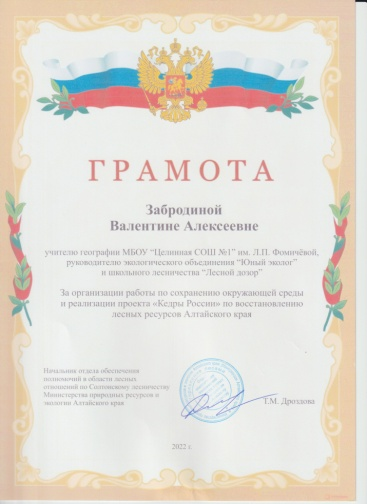 ГРАМОТА
Забродиной
Валентине Алексеевне
учителю географии МБОУ "Целинная СОШ №1" им. Л.П. Фомичёвой,
руководителю экологического объединения "Юный эколог"
и школьного лесничества "Лесной дозор"
За организации работы по сохранению окружающей среды
и реализации проекта «Кедры России» по восстановлению
лесных ресурсов Алтайского края
Начальник отдела обеспечения
полномочий в области лесных
отношений по Солтонскому лесничеству
Министерства природных ресурсов и
экологии Алтайского края
Т.М. Дроздова
2022 г.